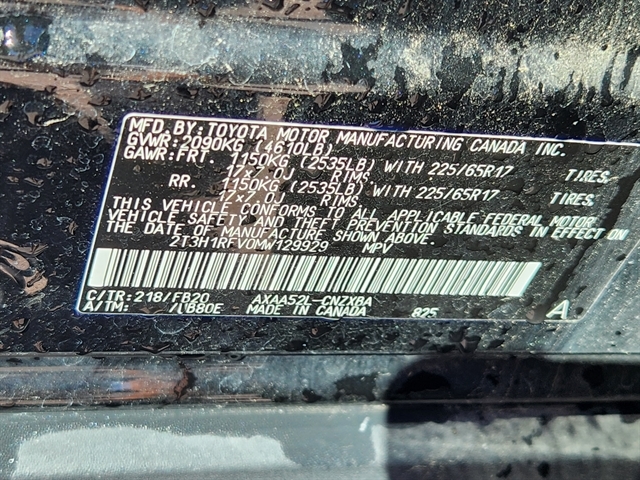 MFD.BY:TOYOTA MOTOR MANUFACTURING CANADA INC.
GVWR:2090KG (4610LB)
GAWR:FRT. 1150KG (2535LB) WITH 225/65R17 TIRES,
17x7.0J RIMS
RR. 1150KG (2535LB) WITH 225/65R17 TIRES,
17x7.0J RIMS
THIS VEHICLE CONFORMS TO ALL APPLICABLE FEDERAL MOTOR
VEHICLE SAFETY AND THEFT PREVENTION STANDARDS IN EFFECT ON
THE DATE OF MANUFACTURE SHOWN ABOVE.
2T3H1RFV0MW129929 MPV
C/TR:218/FB20 AXAA52L-CNZXBA
A/TM: MADE IN CANADA 825 A